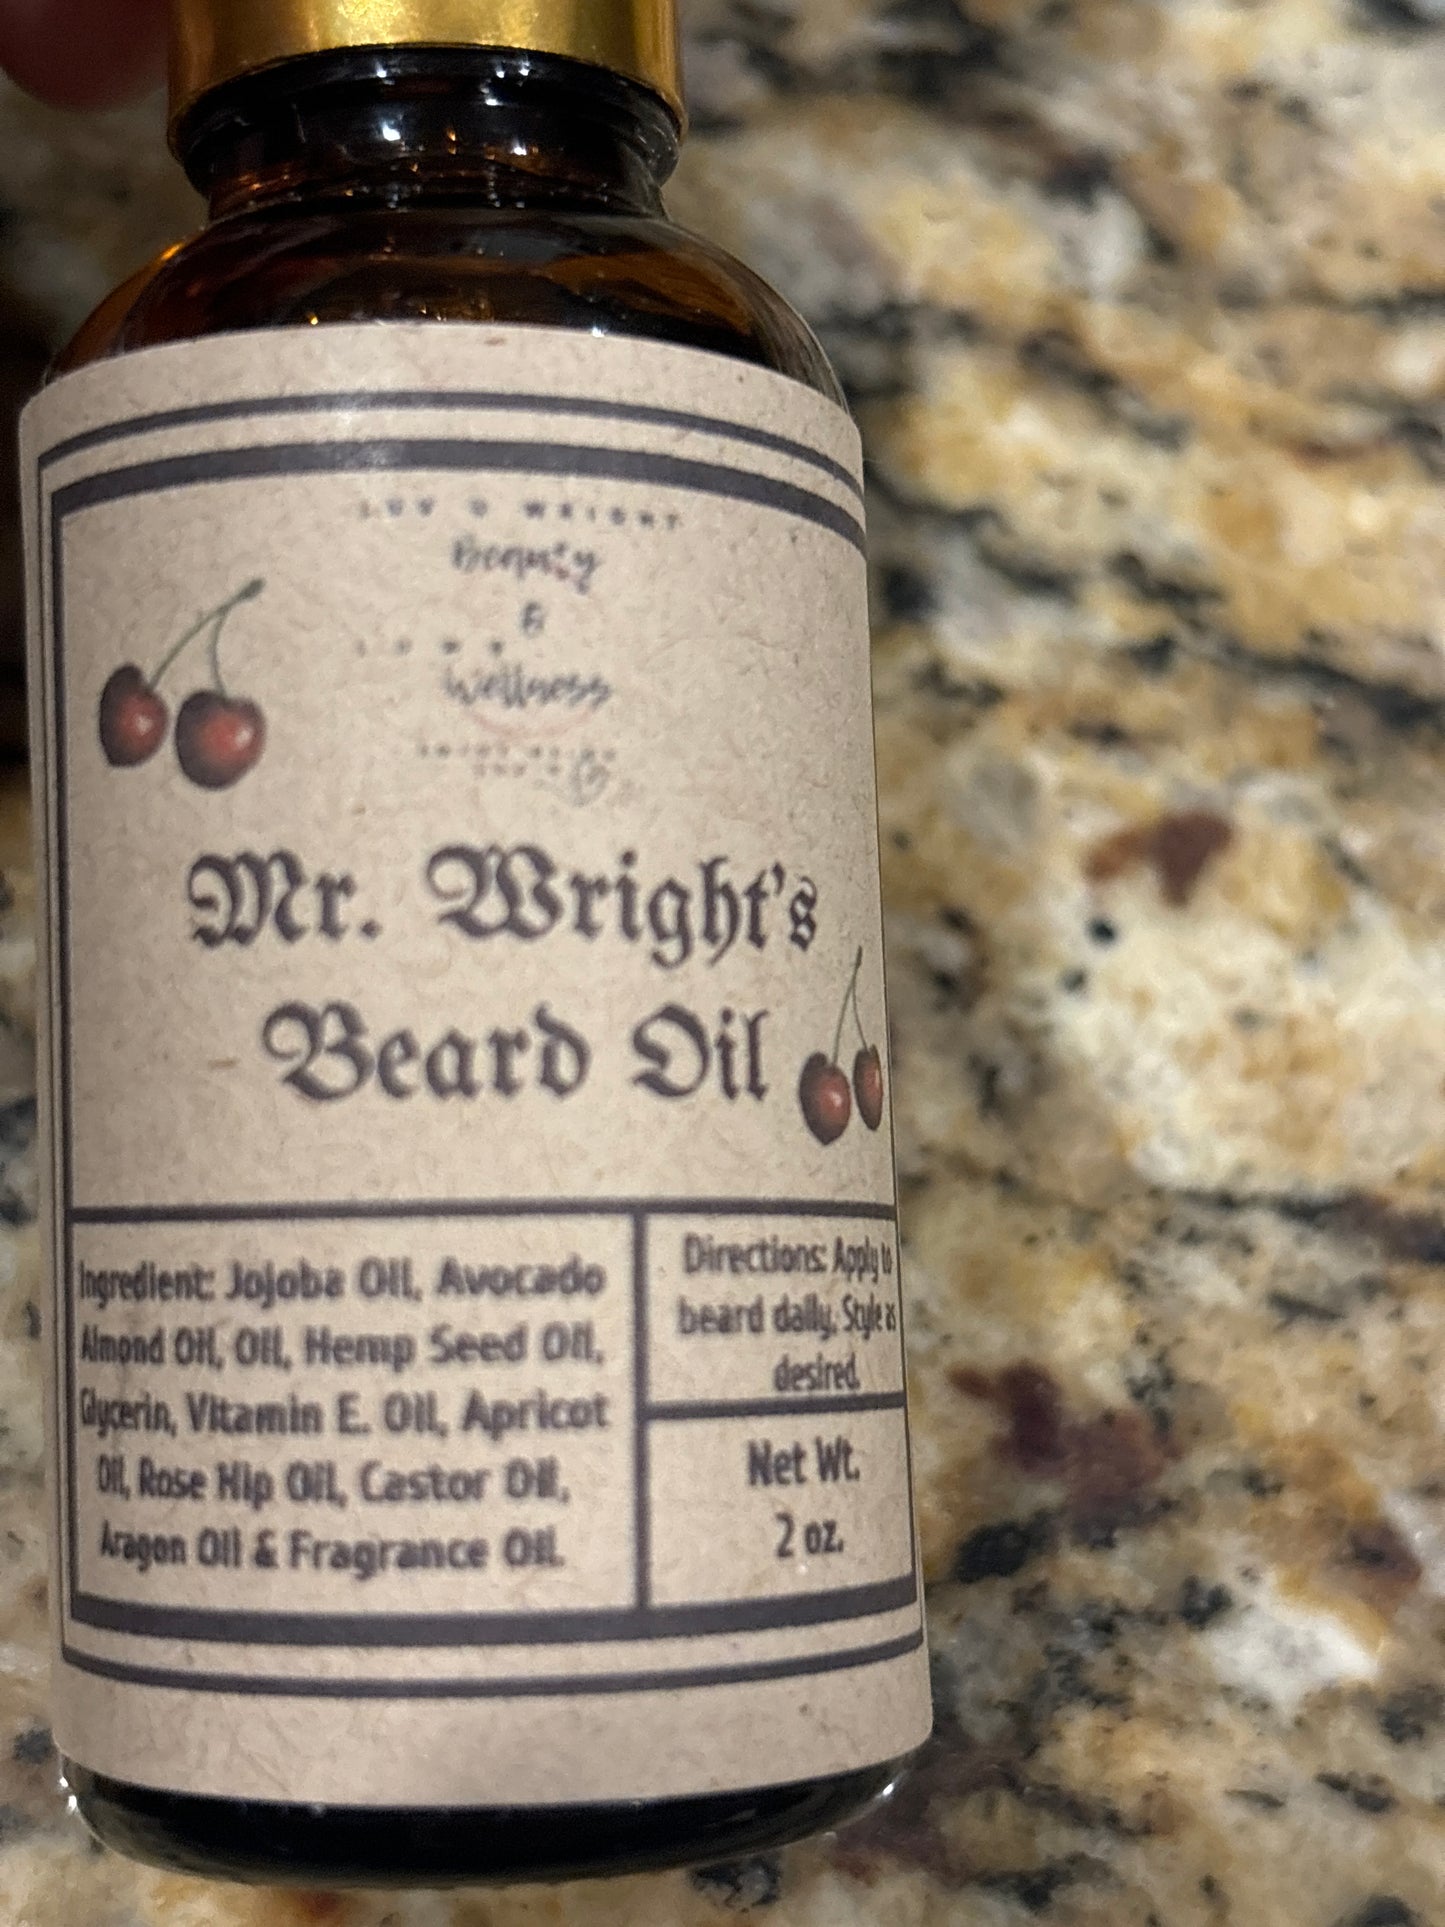 LUV U WRIGHT
Beauty
&
Wellness
Mr. Wright's
Beard Oil
Ingredient: Jojoba Oil, Avocado
Almond Oil, Oil, Hemp Seed Oil,
Glycerin, Vitamin E. Oil, Apricot
Oil, Rose Hip Oil, Castor Oil,
Aragon Oil & Fragrance Oil.
Directions: Apply to
beard daily. Style as
desired.
Net Wt.
2 oz.